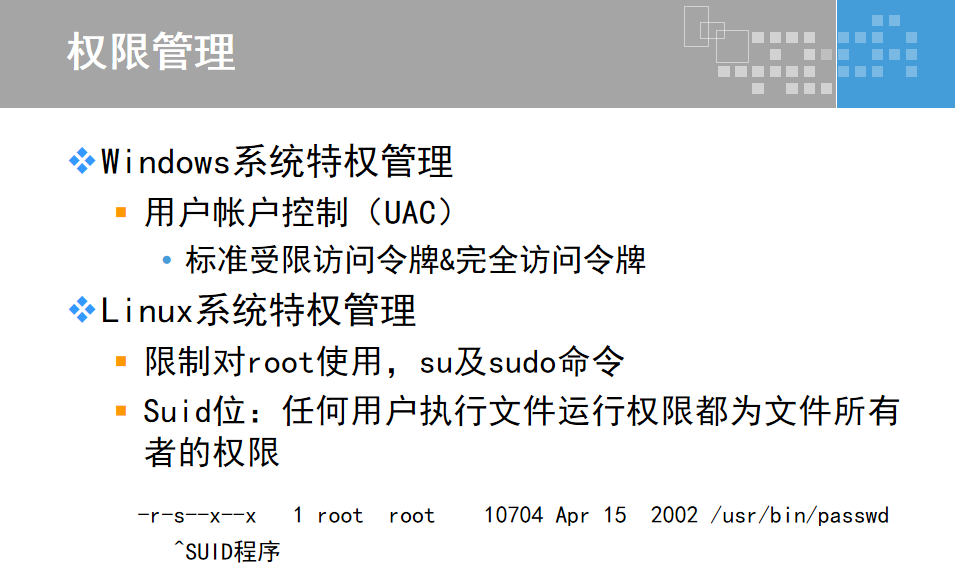 权限管理
Windows系统特权管理
用户帐户控制（UAC）
标准受限访问令牌&完全访问令牌
Linux系统特权管理
限制对root使用，su及sudo命令
Suid位：任何用户执行文件运行权限都为文件所有
者的权限
-r-s--x--x 1 root root 10704 Apr 15 2002 /usr/bin/passwd
^SUID程序